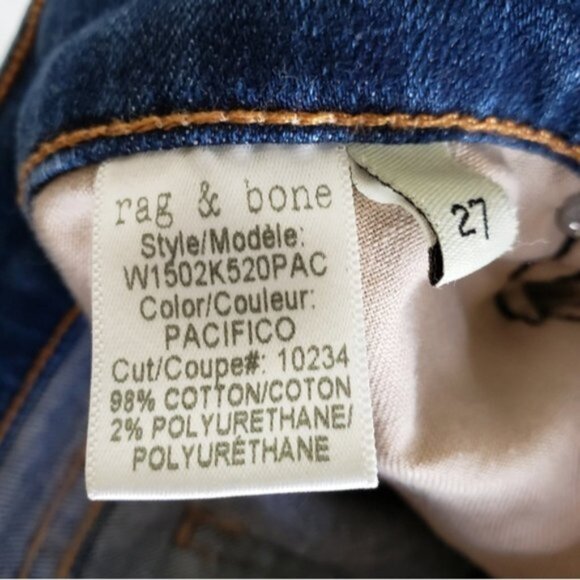 rag & bone
Style/Modèle:
W1502K520PAC
Color/Couleur:
PACIFICO
Cut/Coupe#: 10234
98% COTTON/COTON
2% POLYURETHANE/
POLYURÉTHANE
27